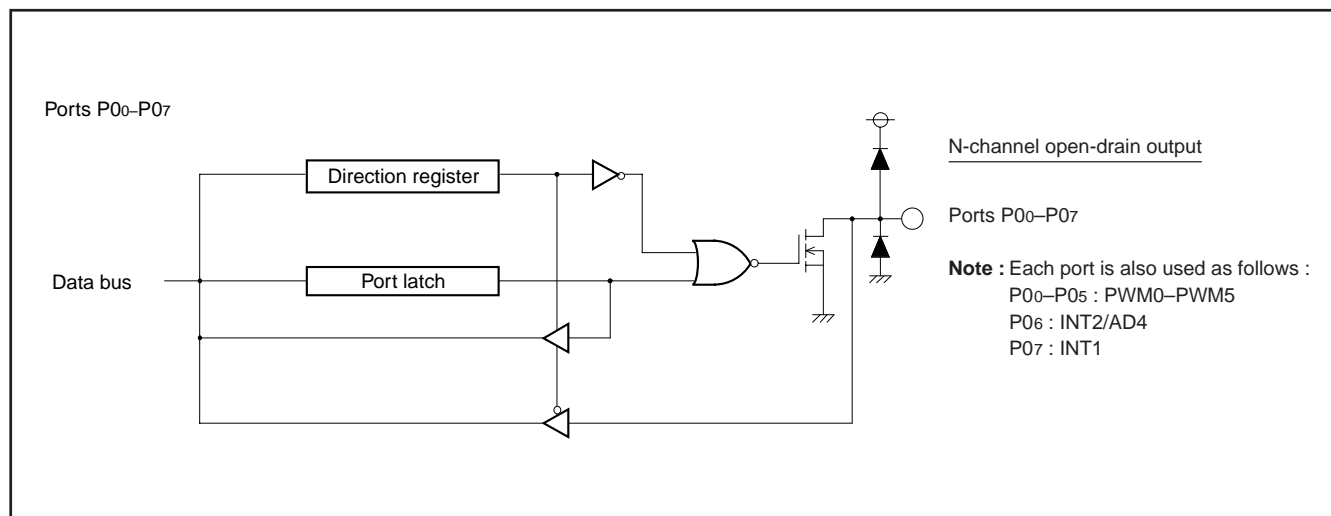 Ports P00–P07
Direction register
N-channel open-drain output
Ports P00–P07
Data bus
Port latch
Note : Each port is also used as follows :
P00–P05 : PWM0–PWM5
P06 : INT2/AD4
P07 : INT1